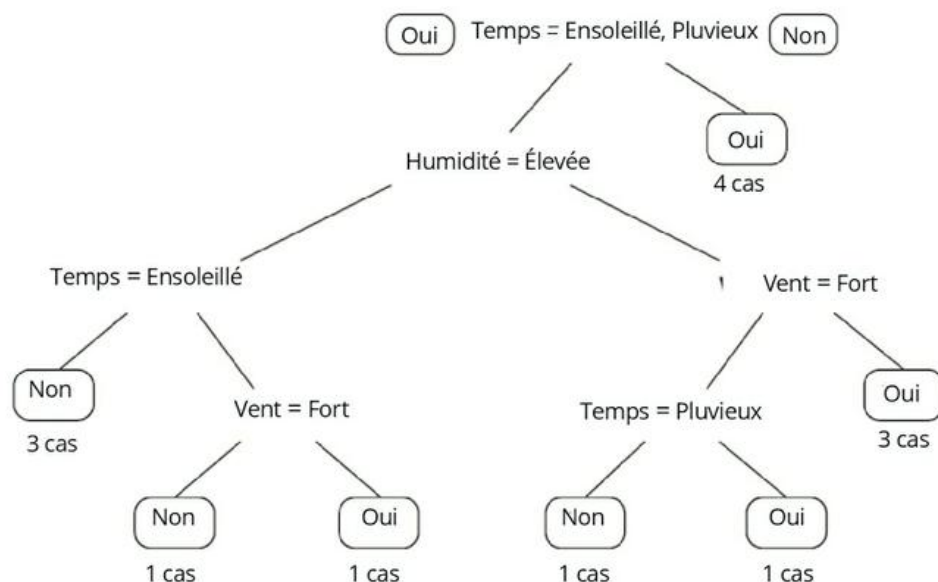 Oui Temps = Ensoleillé, Pluvieux Non
Oui
4 cas
Humidité = Élevée
Temps = Ensoleillé
Vent = Fort
Non
3 cas
Vent = Fort
Temps = Pluvieux
Oui
3 cas
Non
1 cas
Oui
1 cas
Non
1 cas
Oui
1 cas